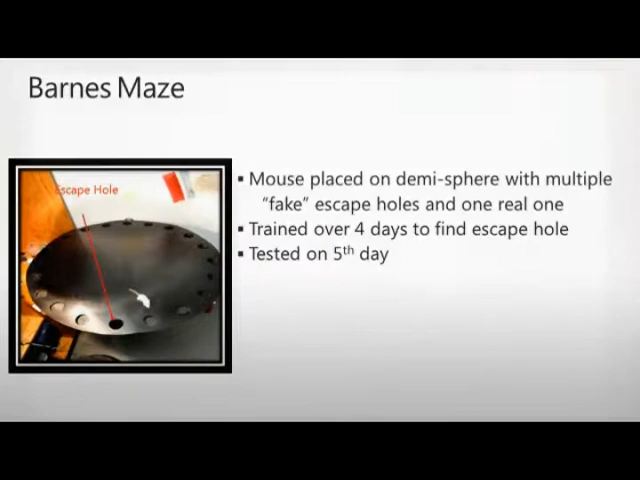 Barnes Maze
Escape Hole
▪ Mouse placed on demi-sphere with multiple
“fake” escape holes and one real one
▪ Trained over 4 days to find escape hole
▪ Tested on 5th day